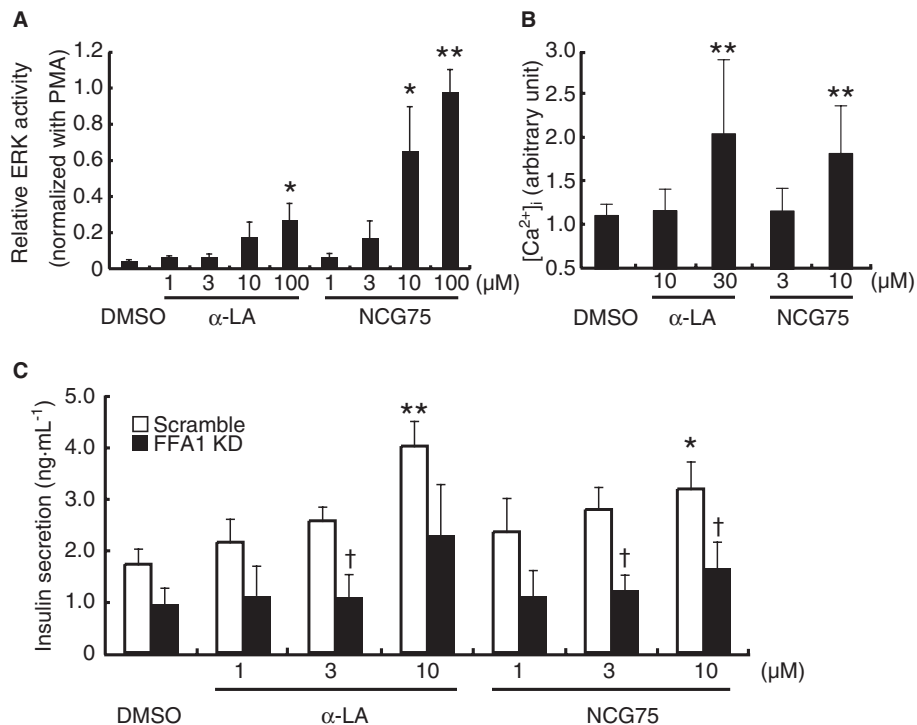 A
Relative ERK activity
(normalized with PMA)
1.2
1.0
0.8
0.6
0.4
0.2
0
*
*
**
1 3 10 100 1 3 10 100 (μM)
DMSO α-LA NCG75
B
[Ca²⁺]ᵢ (arbitrary unit)
3.0
2.5
2.0
1.5
1.0
0.5
**
**
10 30 3 10 (μM)
DMSO α-LA NCG75
C
Insulin secretion (ng·mL⁻¹)
5.0
4.0
3.0
2.0
1.0
0
Scramble
FFA1 KD
†
**
†
*
†
1 3 10 1 3 10 (μM)
DMSO α-LA NCG75